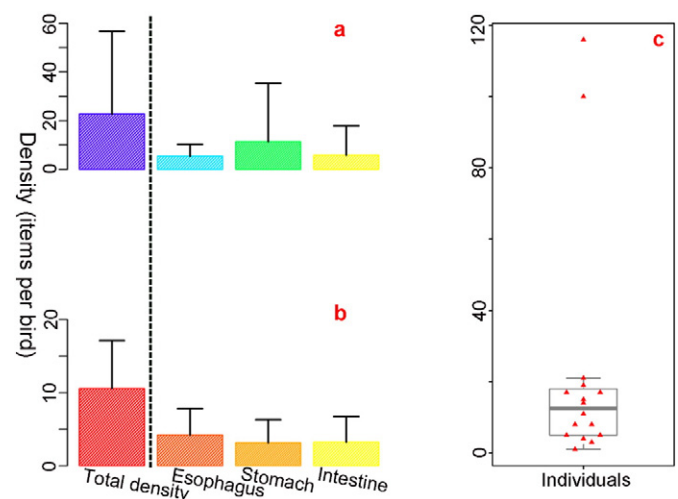 Density (items per bird)
60
40
20
0
a
20
10
0
b
Total density
Esophagus
Stomach
Intestine
120
80
40
0
c
Individuals